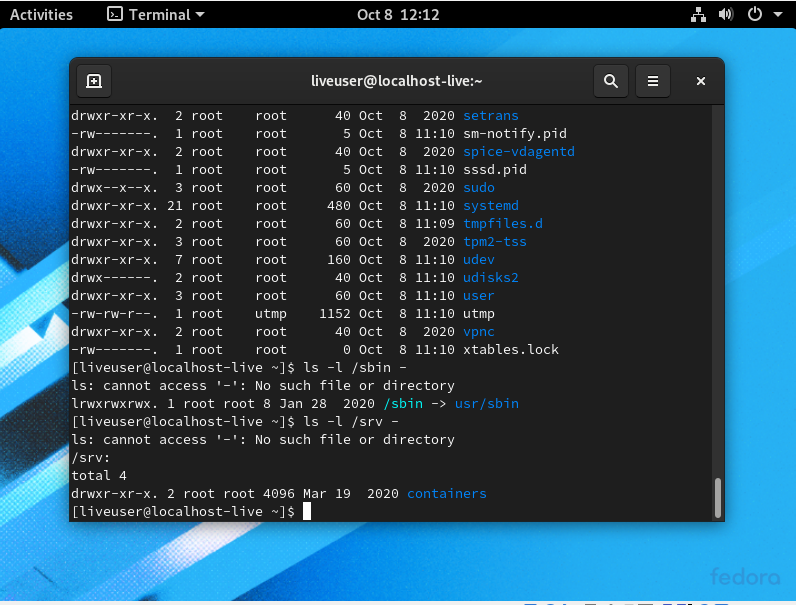 Activities Terminal Oct 8 12:12
liveuser@localhost-live:~
drwxr-xr-x. 2 root root 40 Oct 8 2020 setrans
-rw-------. 1 root root 5 Oct 8 11:10 sm-notify.pid
drwxr-xr-x. 2 root root 40 Oct 8 2020 spice-vdagentd
-rw-------. 1 root root 5 Oct 8 11:10 sssd.pid
drwx--x--x. 3 root root 60 Oct 8 2020 sudo
drwxr-xr-x. 21 root root 480 Oct 8 11:10 systemd
drwxr-xr-x. 2 root root 60 Oct 8 11:09 tmpfiles.d
drwxr-xr-x. 3 root root 60 Oct 8 2020 tpm2-tss
drwxr-xr-x. 7 root root 160 Oct 8 11:10 udev
drwx------. 2 root root 40 Oct 8 11:10 udisks2
drwxr-xr-x. 3 root root 60 Oct 8 11:10 user
-rw-rw-r--. 1 root utmp 1152 Oct 8 11:10 utmp
drwxr-xr-x. 2 root root 40 Oct 8 2020 vpnc
-rw-------. 1 root root 0 Oct 8 11:10 xtables.lock
[liveuser@localhost-live ~]$ ls -l /sbin -
ls: cannot access '-': No such file or directory
lrwxrwxrwx. 1 root root 8 Jan 28 2020 /sbin -> usr/sbin
[liveuser@localhost-live ~]$ ls -l /srv -
ls: cannot access '-': No such file or directory
/srv:
total 4
drwxr-xr-x. 2 root root 4096 Mar 19 2020 containers
[liveuser@localhost-live ~]$
fedora